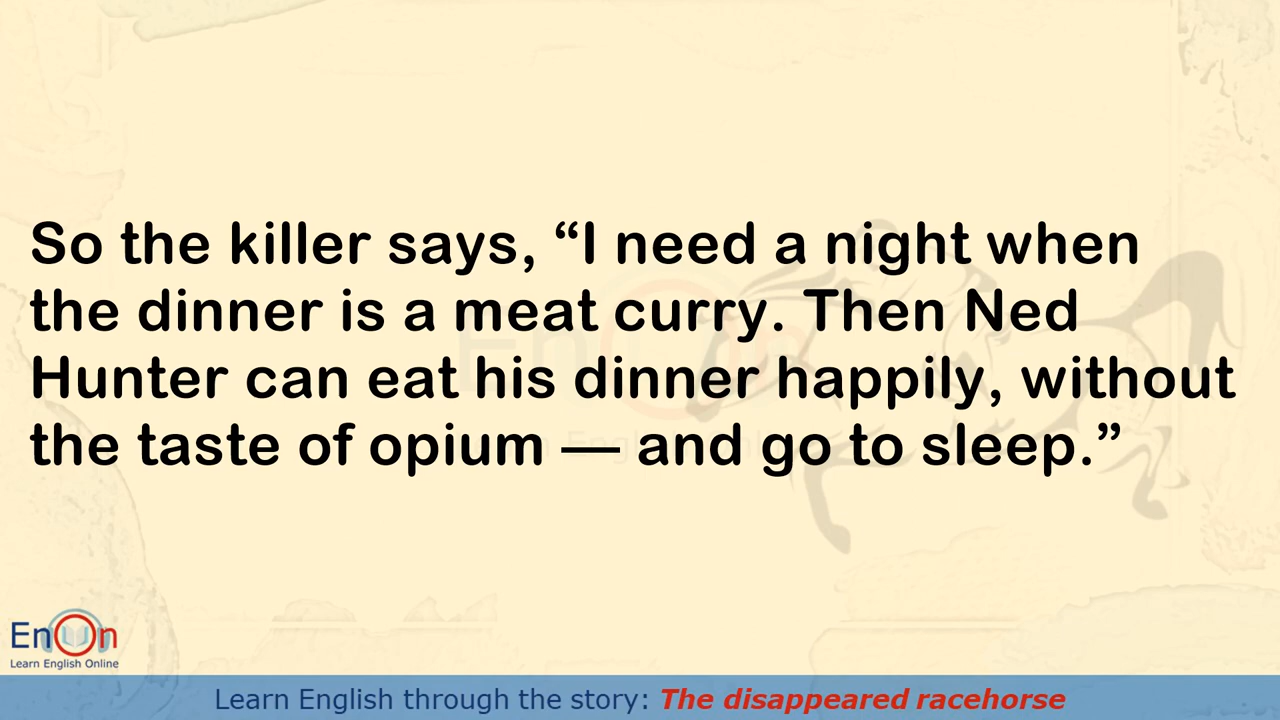 So the killer says, “I need a night when
the dinner is a meat curry. Then Ned
Hunter can eat his dinner happily, without
the taste of opium — and go to sleep.”
EnOn
Learn English Online
Learn English through the story: The disappeared racehorse